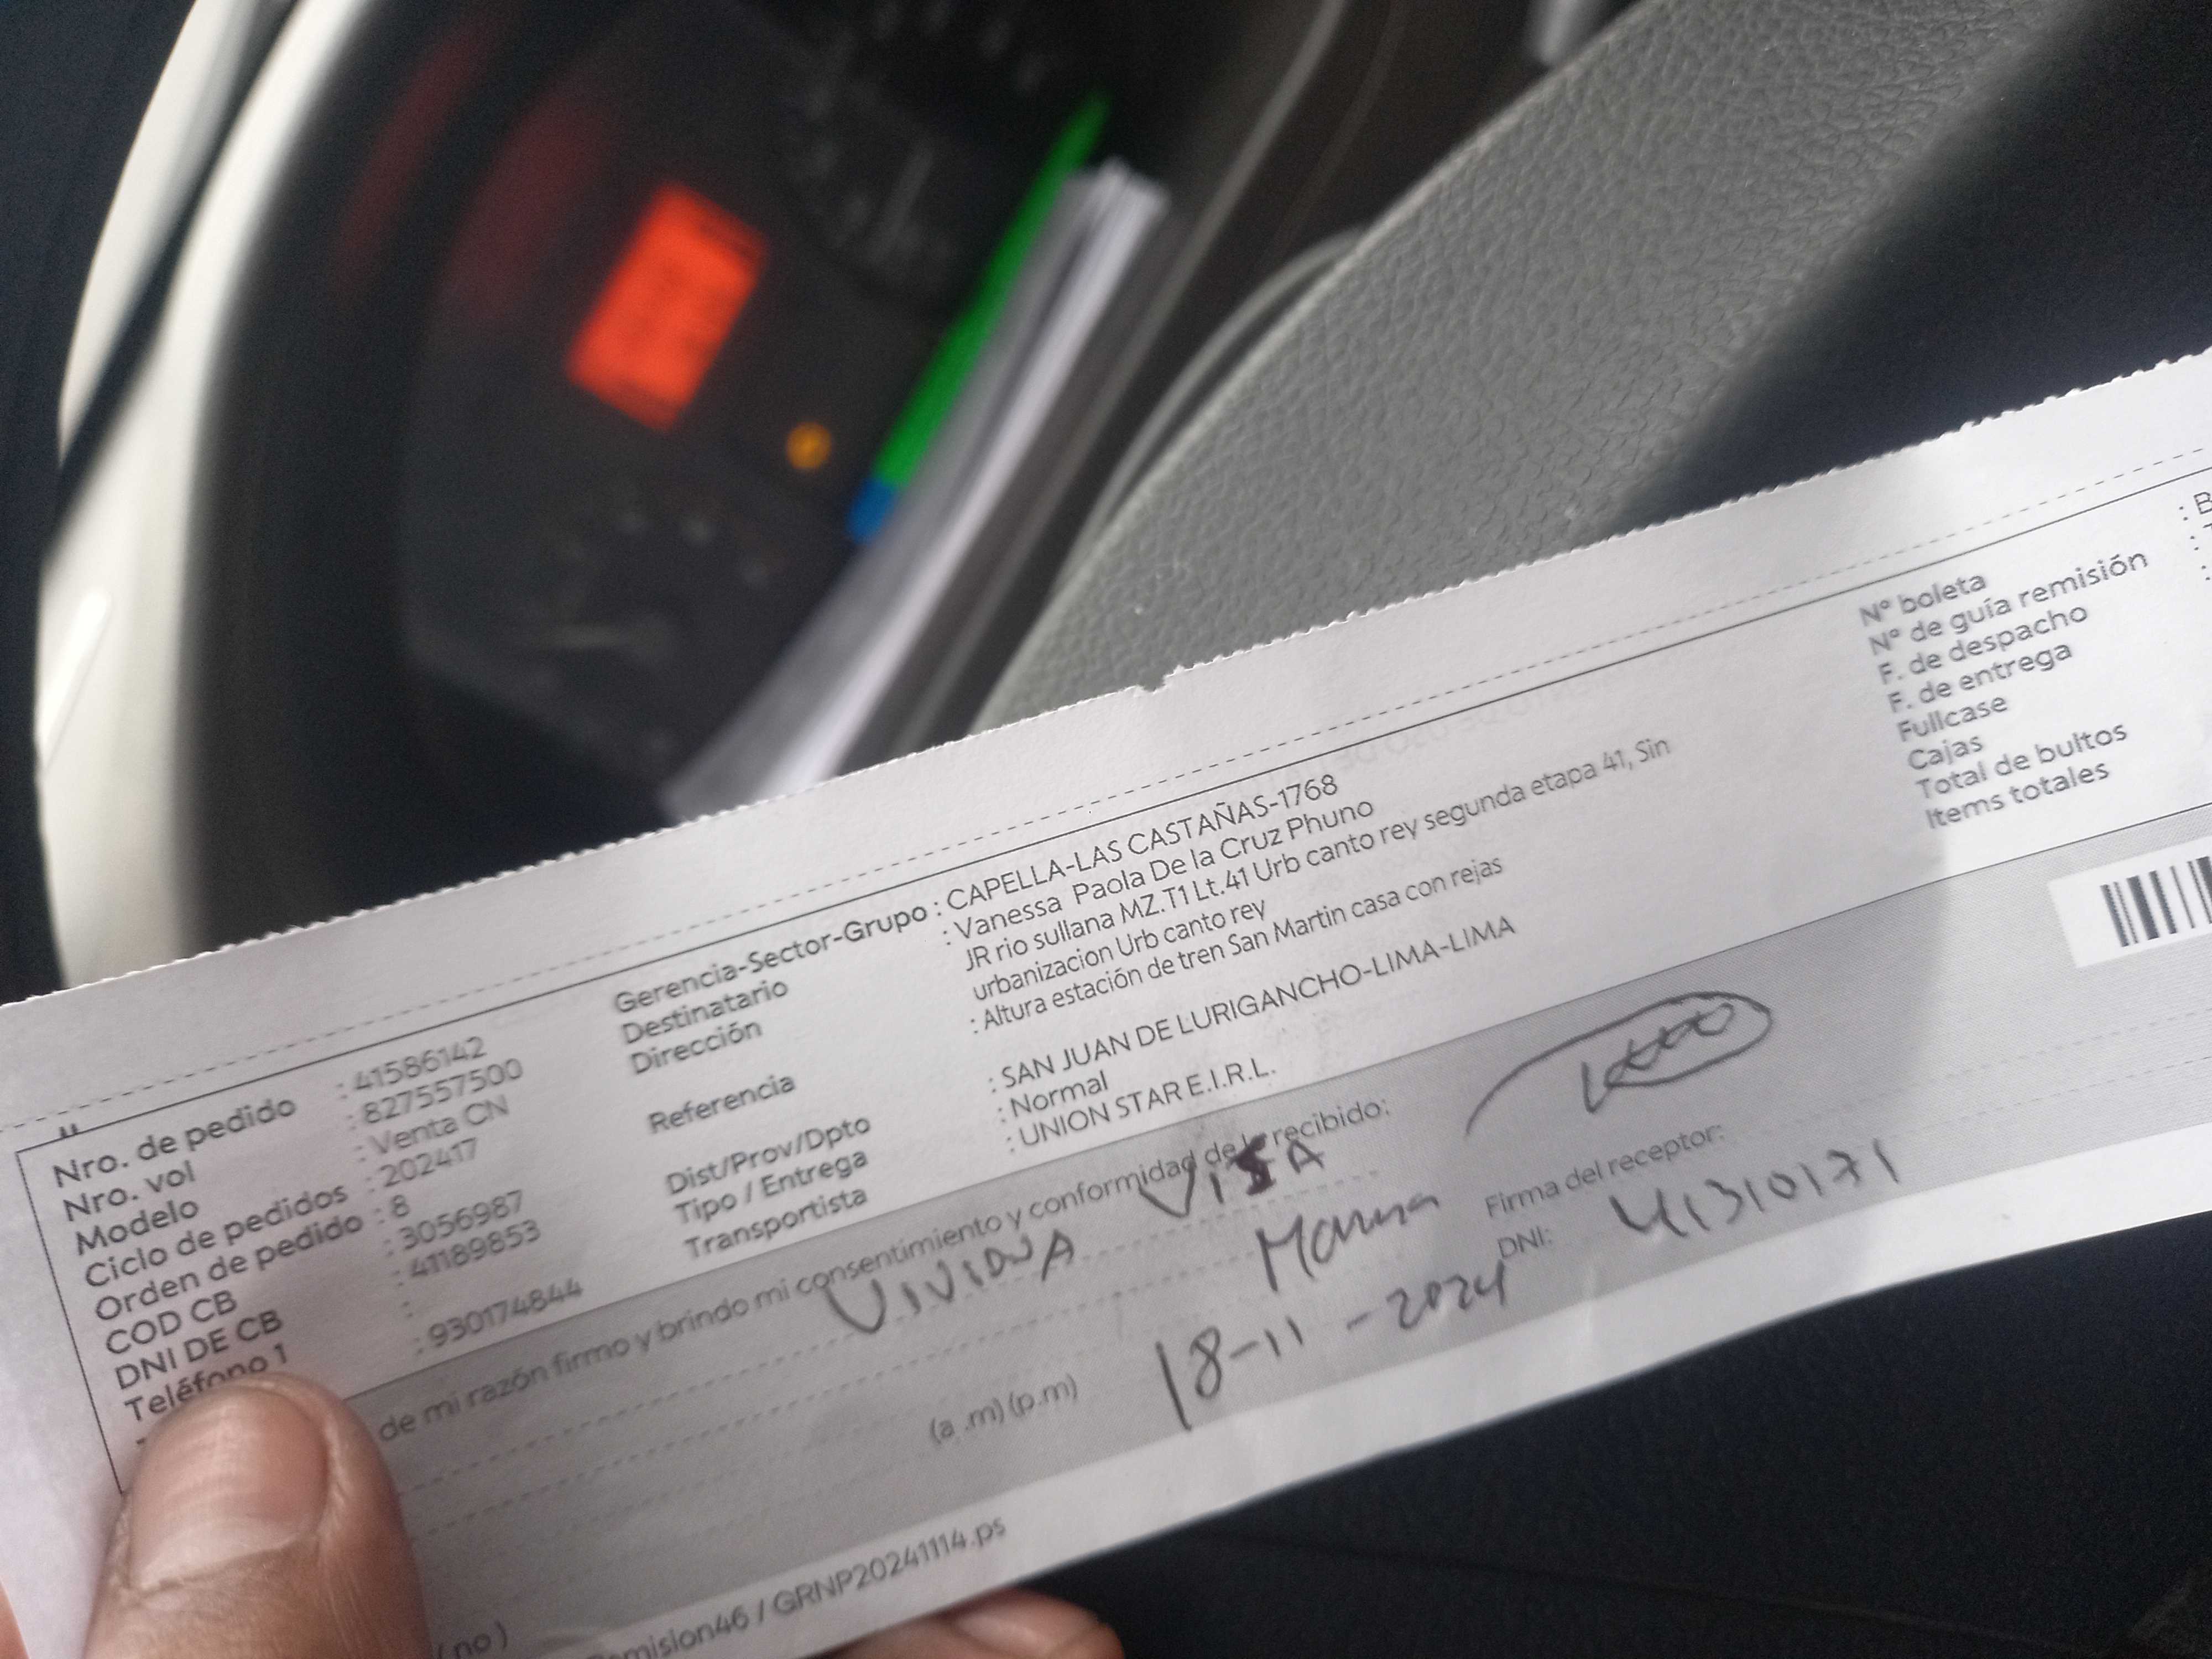 Nro. de pedido : 41586142
Nro. vol : 827557500
Modelo : Venta CN
Ciclo de pedidos : 202417
Orden de pedido : 8
COD CB : 3056987
DNI DE CB : 41189853
Teléfono 1 :
: 930174844
Gerencia-Sector-Grupo : CAPELLA-LAS CASTAÑAS-1768
Destinatario : Vanessa Paola De la Cruz Phuno
Dirección JR rio sullana MZ.T1 Lt.41 Urb canto rey segunda etapa 41, Sin
urbanizacion Urb canto rey
Referencia : Altura estación de tren San Martin casa con rejas
Dist/Prov/Dpto : SAN JUAN DE LURIGANCHO-LIMA-LIMA
Tipo / Entrega : Normal
Transportista : UNION STAR E.I.R.L.
N° boleta : B
N° de guía remisión :
F. de despacho :
F. de entrega
Fullcase
Cajas
Total de bultos
Items totales
de mi razón firmo y brindo mi consentimiento y conformidad de lo recibido:
VISA
Firma del receptor:
DNI: 41310171
(a .m) (p.m) 18-11-2024
(no)
misión46 / GRNP20241114.ps